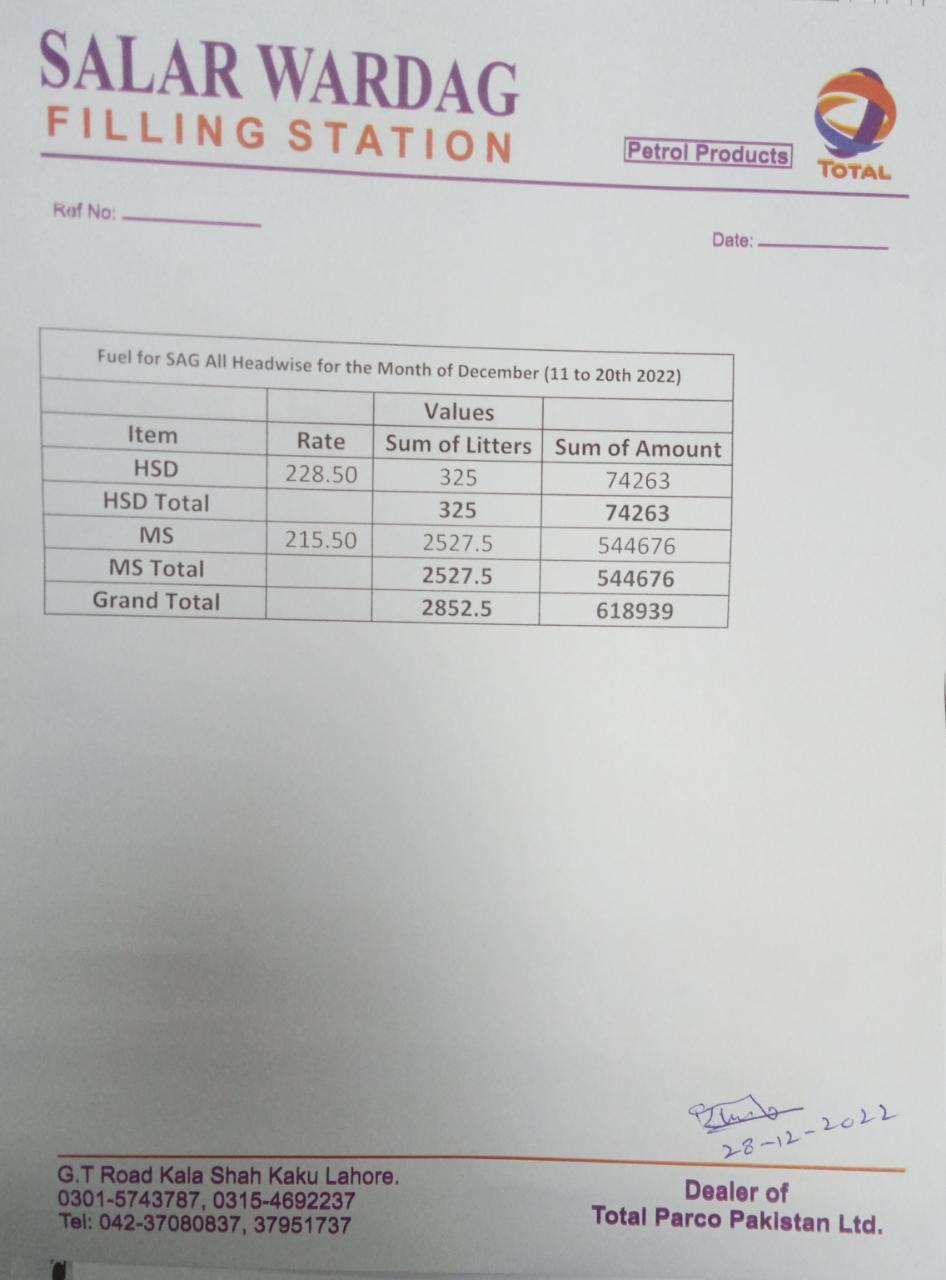 SALAR WARDAG
FILLING STATION
Petrol Products
TOTAL
Ref No:
Date:
Fuel for SAG All Headwise for the Month of December (11 to 20th 2022)
Values
Item Rate Sum of Litters Sum of Amount
HSD 228.50 325 74263
HSD Total 325 74263
MS 215.50 2527.5 544676
MS Total 2527.5 544676
Grand Total 2852.5 618939
28-12-2022
G.T Road Kala Shah Kaku Lahore.
0301-5743787, 0315-4692237
Tel: 042-37080837, 37951737
Dealer of
Total Parco Pakistan Ltd.